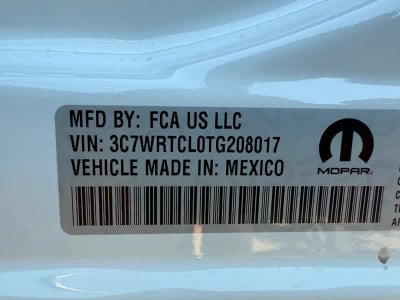 MFD BY: FCA US LLC
VIN: 3C7WRTCL0TG208017
VEHICLE MADE IN: MEXICO
MOPAR